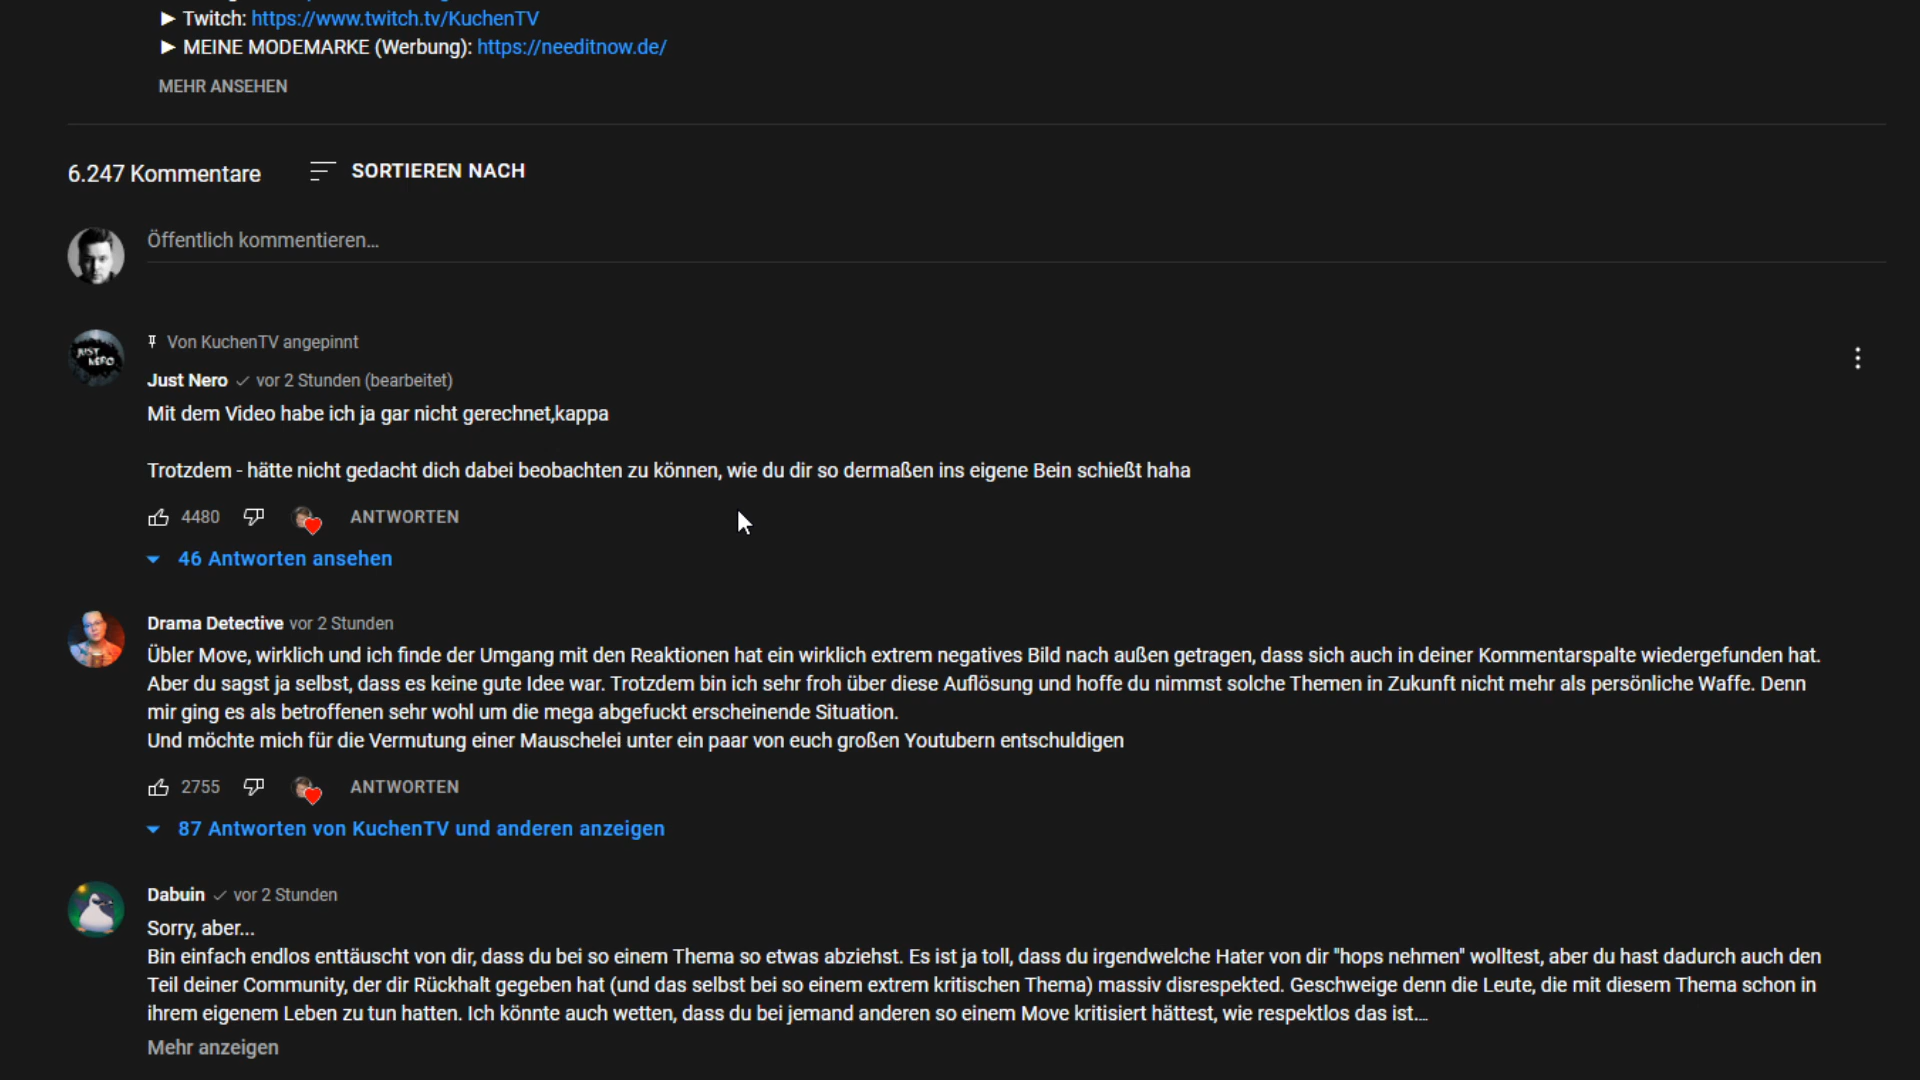 ► Twitch: https://www.twitch.tv/KuchenTV
► MEINE MODEMARKE (Werbung): https://needitnow.de/
MEHR ANSEHEN
6.247 Kommentare
SORTIEREN NACH
Öffentlich kommentieren...
Von KuchenTV angepinnt
JUST NERO
Just Nero ✓ vor 2 Stunden (bearbeitet)
Mit dem Video habe ich ja gar nicht gerechnet,kappa
Trotzdem - hätte nicht gedacht dich dabei beobachten zu können, wie du dir so dermaßen ins eigene Bein schießt haha
4480 ANTWORTEN
46 Antworten ansehen
Drama Detective vor 2 Stunden
Übler Move, wirklich und ich finde der Umgang mit den Reaktionen hat ein wirklich extrem negatives Bild nach außen getragen, dass sich auch in deiner Kommentarspalte wiedergefunden hat.
Aber du sagst ja selbst, dass es keine gute Idee war. Trotzdem bin ich sehr froh über diese Auflösung und hoffe du nimmst solche Themen in Zukunft nicht mehr als persönliche Waffe. Denn
mir ging es als betroffenen sehr wohl um die mega abgefuckt erscheinende Situation.
Und möchte mich für die Vermutung einer Mauschelei unter ein paar von euch großen Youtubern entschuldigen
2755 ANTWORTEN
87 Antworten von KuchenTV und anderen anzeigen
Dabuin ✓ vor 2 Stunden
Sorry, aber...
Bin einfach endlos enttäuscht von dir, dass du bei so einem Thema so etwas abziehst. Es ist ja toll, dass du irgendwelche Hater von dir "hops nehmen" wolltest, aber du hast dadurch auch den
Teil deiner Community, der dir Rückhalt gegeben hat (und das selbst bei so einem extrem kritischen Thema) massiv disrespekted. Geschweige denn die Leute, die mit diesem Thema schon in
ihrem eigenem Leben zu tun hatten. Ich könnte auch wetten, dass du bei jemand anderen so einem Move kritisiert hättest, wie respektlos das ist....
Mehr anzeigen